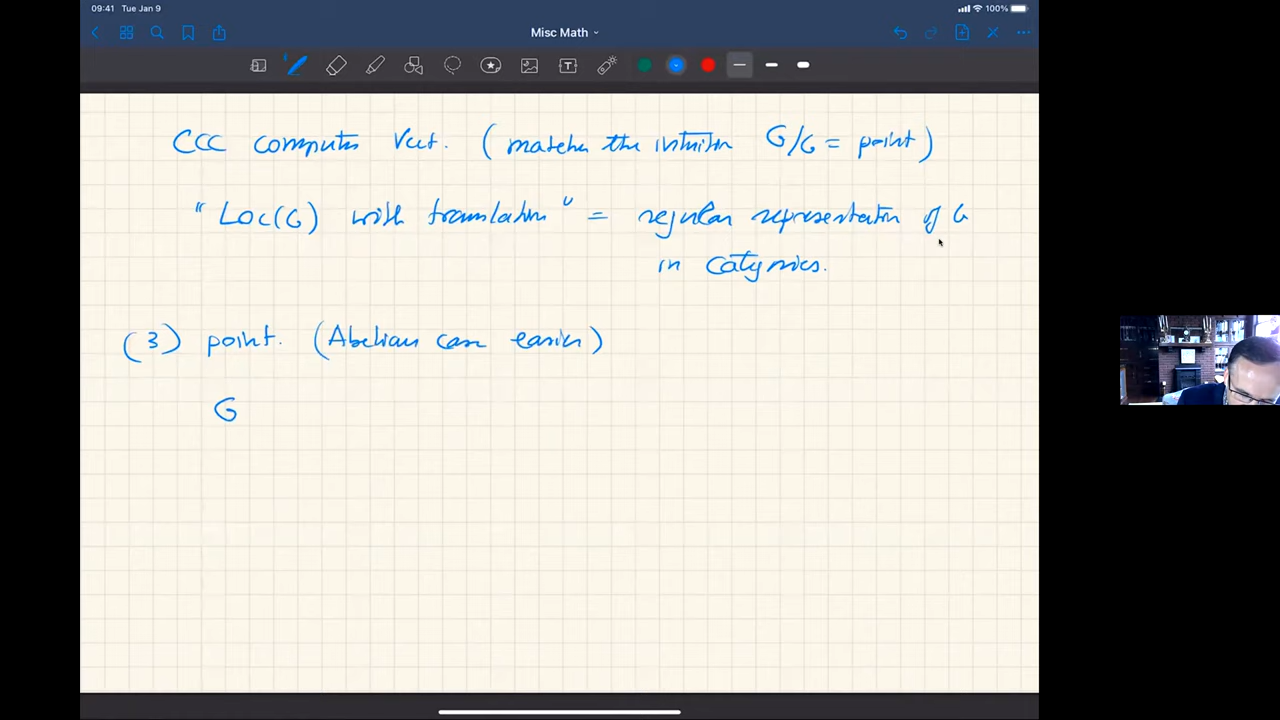 09:41 Tue Jan 9
100%
Misc Math
CCC computes Vect. (matches the intuition G/G = point)
"Loc(G) with translation" = regular representation of G
in categories.
(3) point. (Abelian case easier)
G